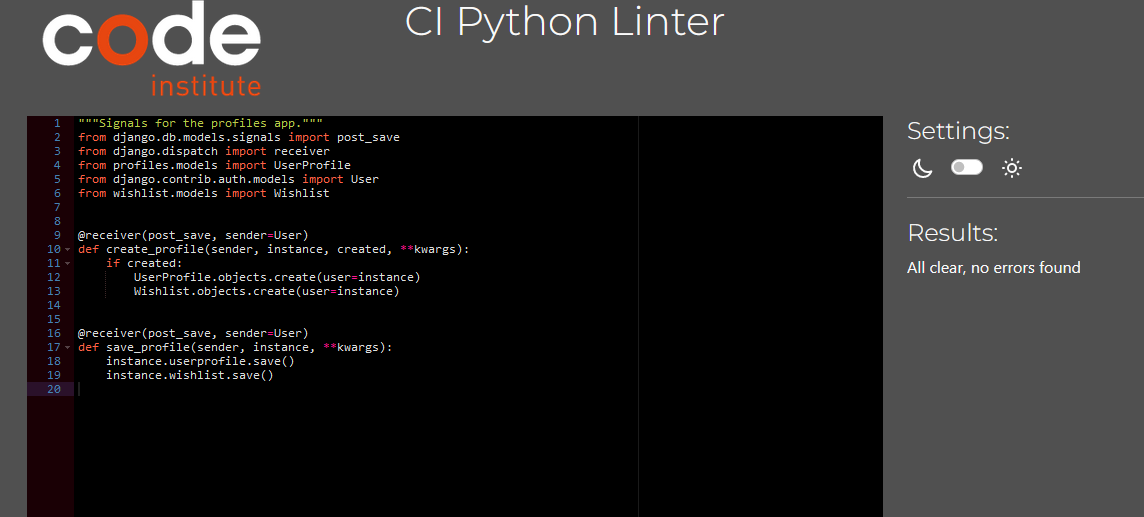 code
institute
CI Python Linter
1 """Signals for the profiles app."""
2 from django.db.models.signals import post_save
3 from django.dispatch import receiver
4 from profiles.models import UserProfile
5 from django.contrib.auth.models import User
6 from wishlist.models import Wishlist
7
8
9 @receiver(post_save, sender=User)
10 def create_profile(sender, instance, created, **kwargs):
11     if created:
12         UserProfile.objects.create(user=instance)
13         Wishlist.objects.create(user=instance)
14
15
16 @receiver(post_save, sender=User)
17 def save_profile(sender, instance, **kwargs):
18     instance.userprofile.save()
19     instance.wishlist.save()
20
Settings:
Results:
All clear, no errors found